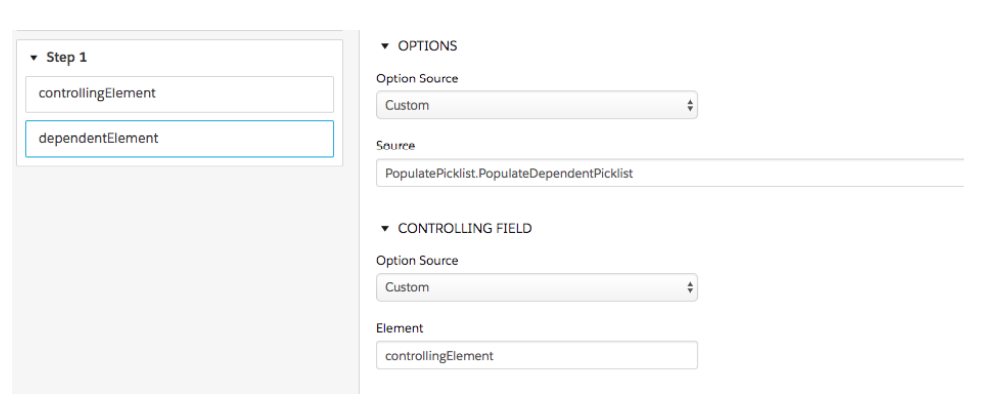 Step 1
controllingElement
dependentElement
OPTIONS
Option Source
Custom
Source
PopulatePicklist.PopulateDependentPicklist
CONTROLLING FIELD
Option Source
Custom
Element
controllingElement